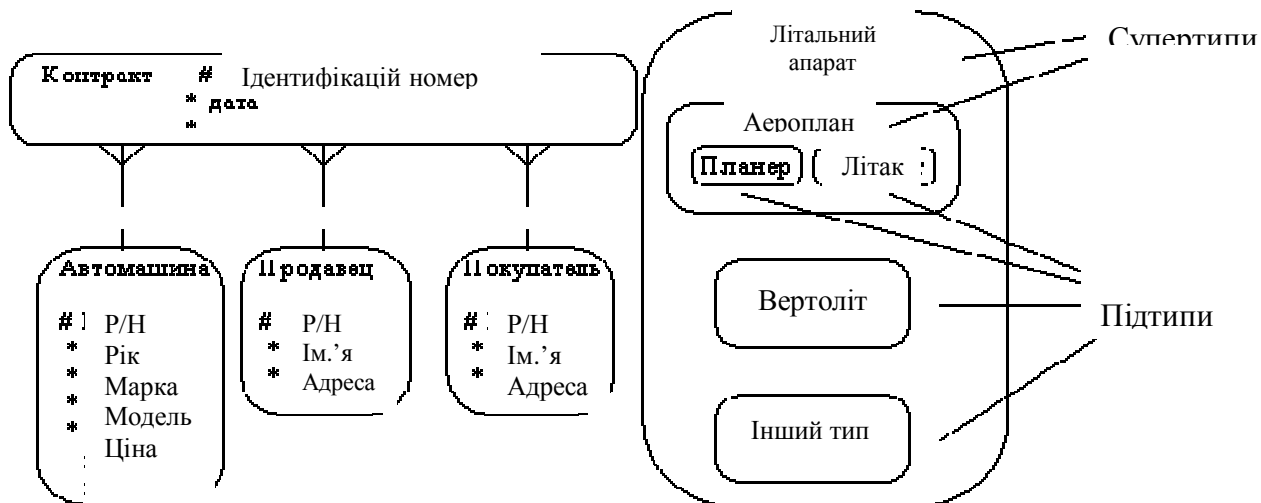 Контракт # Ідентифікацій номер
* дата
*
Автомашина
# Р/Н
* Рік
* Марка
* Модель
* Ціна
Продавец
# Р/Н
* Ім.’я
* Адреса
Покупатель
# Р/Н
* Ім.’я
* Адреса
Літальний
апарат
Аероплан
Планер
Літак
Вертоліт
Інший тип
Супертипи
Підтипи